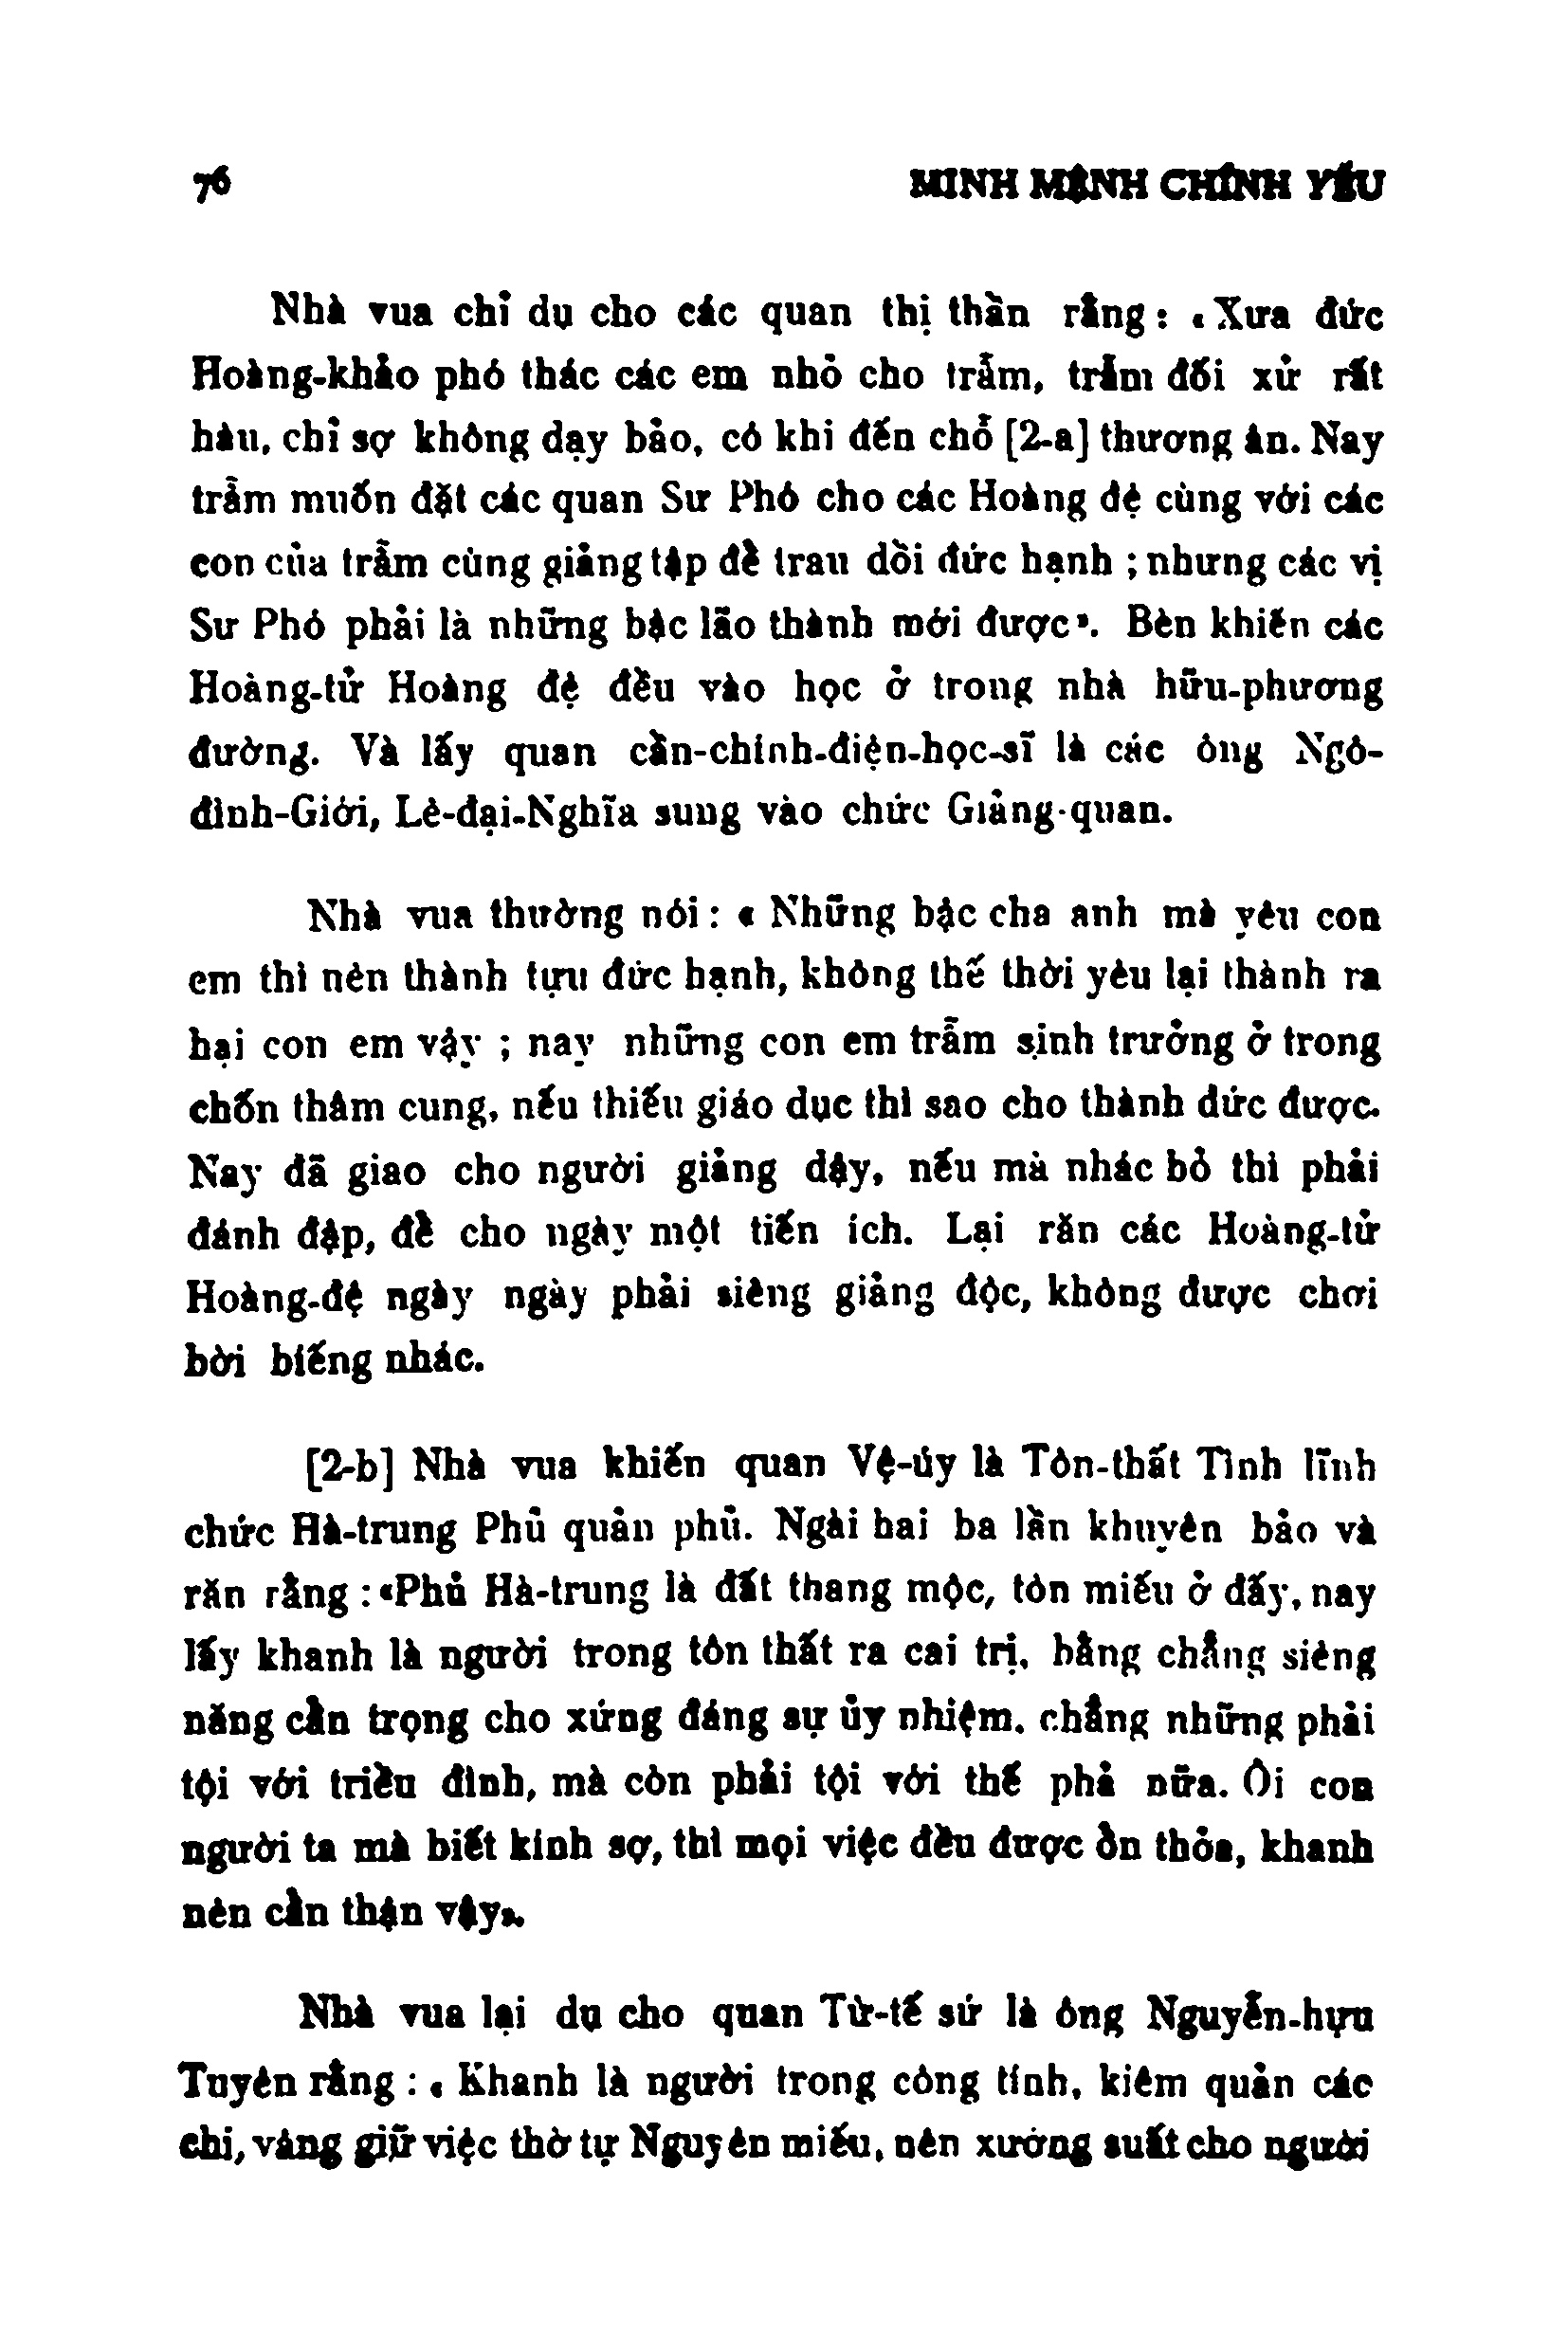 76 MINH MỆNH CHÍNH YẾU
Nhà vua chỉ dụ cho các quan thị thần rằng : « Xưa đức
Hoàng-khảo phó thác các em nhỏ cho trẫm, trẫm đối xử rất
hậu, chỉ sợ không dạy bảo, có khi đến chỗ [2-a] thương ân. Nay
trẫm muốn đặt các quan Sư Phó cho các Hoàng đệ cùng với các
con của trẫm cùng giảng tập để trau dồi đức hạnh ; nhưng các vị
Sư Phó phải là những bậc lão thành mới được ». Bèn khiến các
Hoàng-tử Hoàng đệ đều vào học ở trong nhà hữu-phương
đường. Và lấy quan cần-chính-điện-học-sĩ là các ông Ngô-
đình-Giới, Lê-đại-Nghĩa sung vào chức Giảng-quan.
Nhà vua thường nói : « Những bậc cha anh mà yêu con
em thì nên thành tựu đức hạnh, không thế thời yêu lại thành ra
hại con em vậy ; nay những con em trẫm sinh trưởng ở trong
chốn thâm cung, nếu thiếu giáo dục thì sao cho thành đức được.
Nay đã giao cho người giảng dậy, nếu mà nhác bỏ thì phải
đánh đập, để cho ngày một tiến ích. Lại răn các Hoàng-tử
Hoàng-đệ ngày ngày phải siêng giảng độc, không được chơi
bời biếng nhác.
[2-b] Nhà vua khiến quan Vệ-úy là Tôn-thất Tình lĩnh
chức Hà-trung Phủ quản phủ. Ngài hai ba lần khuyên bảo và
răn rằng : «Phủ Hà-trung là đất thang mộc, tôn miếu ở đấy, nay
lấy khanh là người trong tôn thất ra cai trị, bằng chẳng siêng
năng cẩn trọng cho xứng đáng sự ủy nhiệm, chẳng những phải
tội với triều đình, mà còn phải tội với thế phả nữa. Ôi con
người ta mà biết kính sợ, thì mọi việc đều được ổn thỏa, khanh
nên cẩn thận vậy».
Nhà vua lại dụ cho quan Từ-tế sứ là ông Nguyễn-hựu
Tuyên rằng : « Khanh là người trong công tính, kiêm quản các
chi, vâng giữ việc thờ tự Nguyên miếu, nên xướng suất cho người